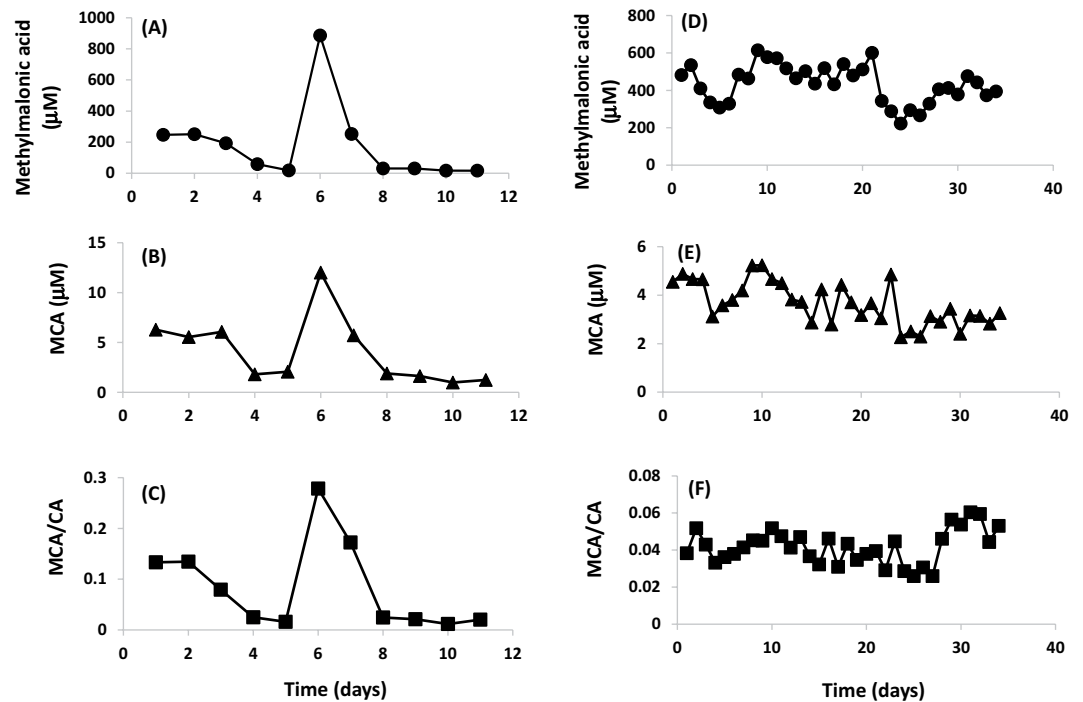 (A)
Methylmalonic acid
(µM)
1000
800
600
400
200
0
0 2 4 6 8 10 12
(D)
Methylmalonic acid
(µM)
800
600
400
200
0
0 10 20 30 40
(B)
MCA (µM)
15
10
5
0
0 2 4 6 8 10 12
(E)
MCA (µM)
6
4
2
0
0 10 20 30 40
(C)
MCA/CA
0.3
0.2
0.1
0
0 2 4 6 8 10 12
Time (days)
(F)
MCA/CA
0.08
0.06
0.04
0.02
0
0 10 20 30 40
Time (days)